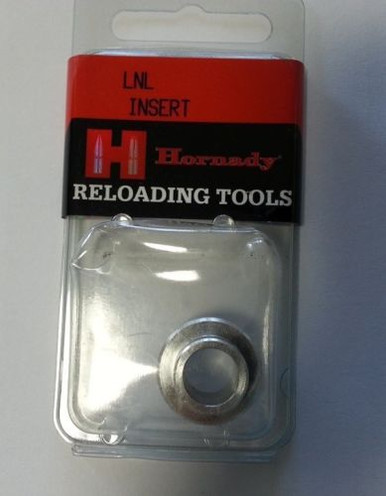 LNL
INSERT
H Hornady
RELOADING TOOLS